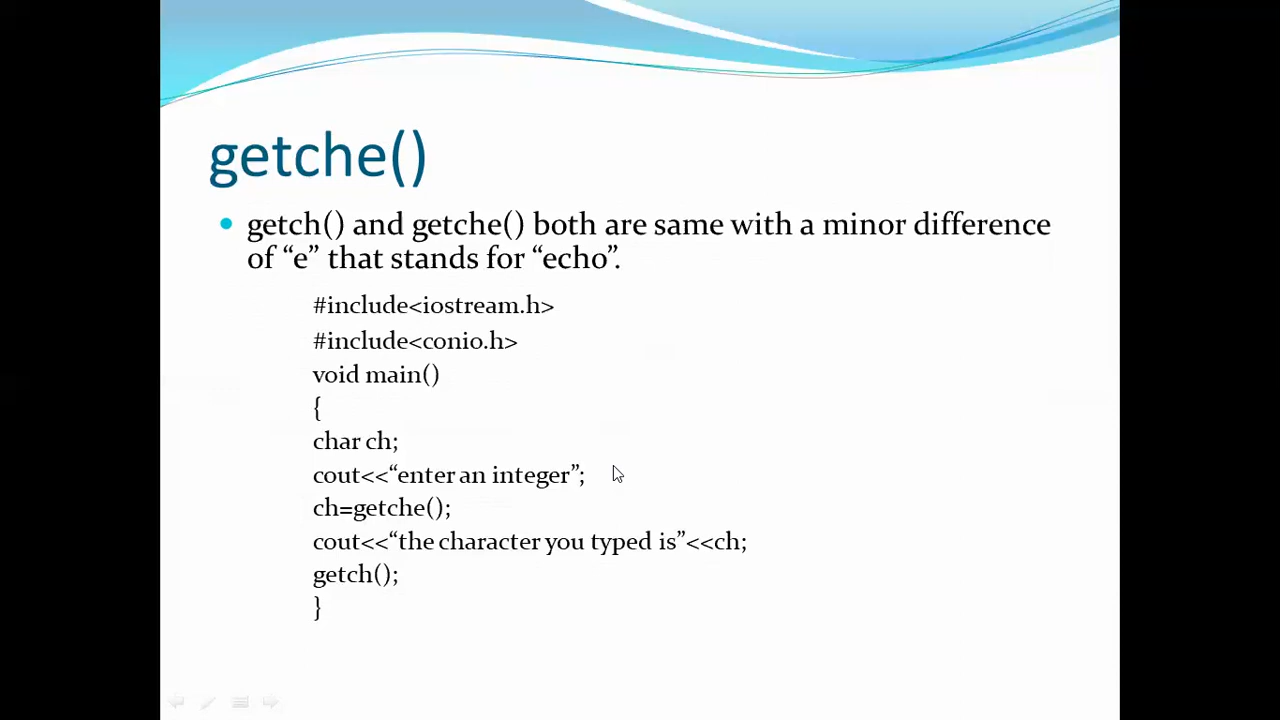 getche()
getch() and getche() both are same with a minor difference
of “e” that stands for “echo”.
#include<iostream.h>
#include<conio.h>
void main()
{
char ch;
cout<<“enter an integer”;
ch=getche();
cout<<“the character you typed is”<<ch;
getch();
}